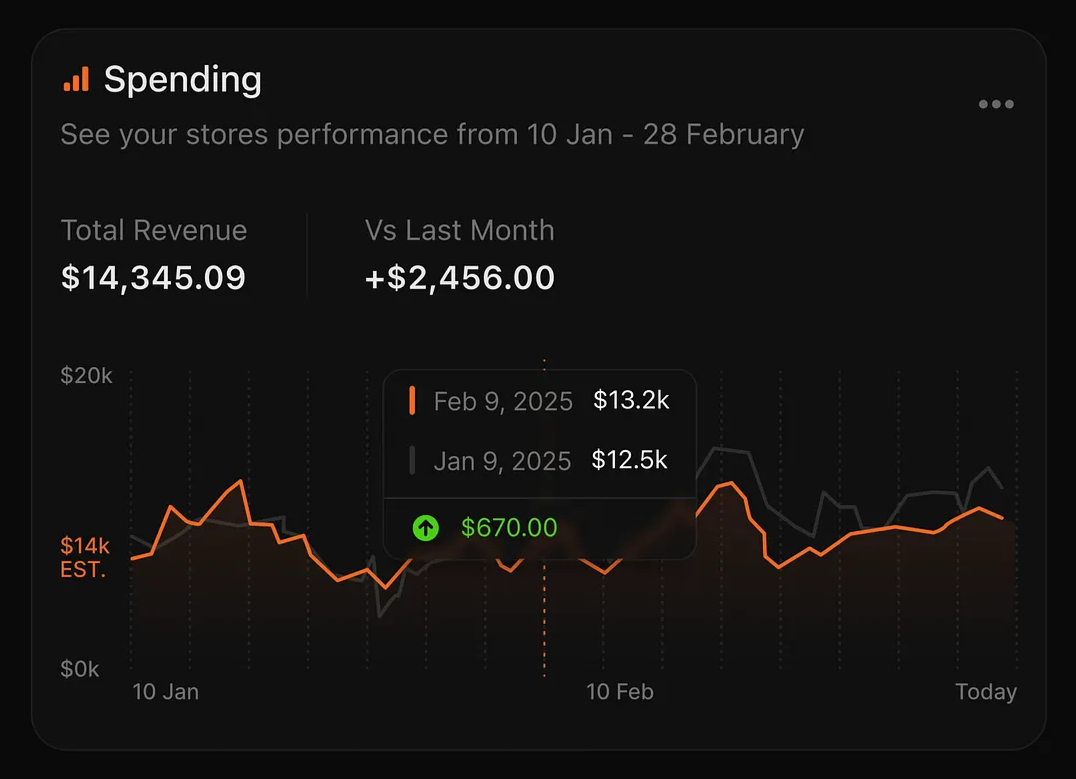 Spending
See your stores performance from 10 Jan - 28 February
Total Revenue
$14,345.09
Vs Last Month
+$2,456.00
$20k
Feb 9, 2025 $13.2k
Jan 9, 2025 $12.5k
$670.00
$14k
EST.
$0k
10 Jan
10 Feb
Today